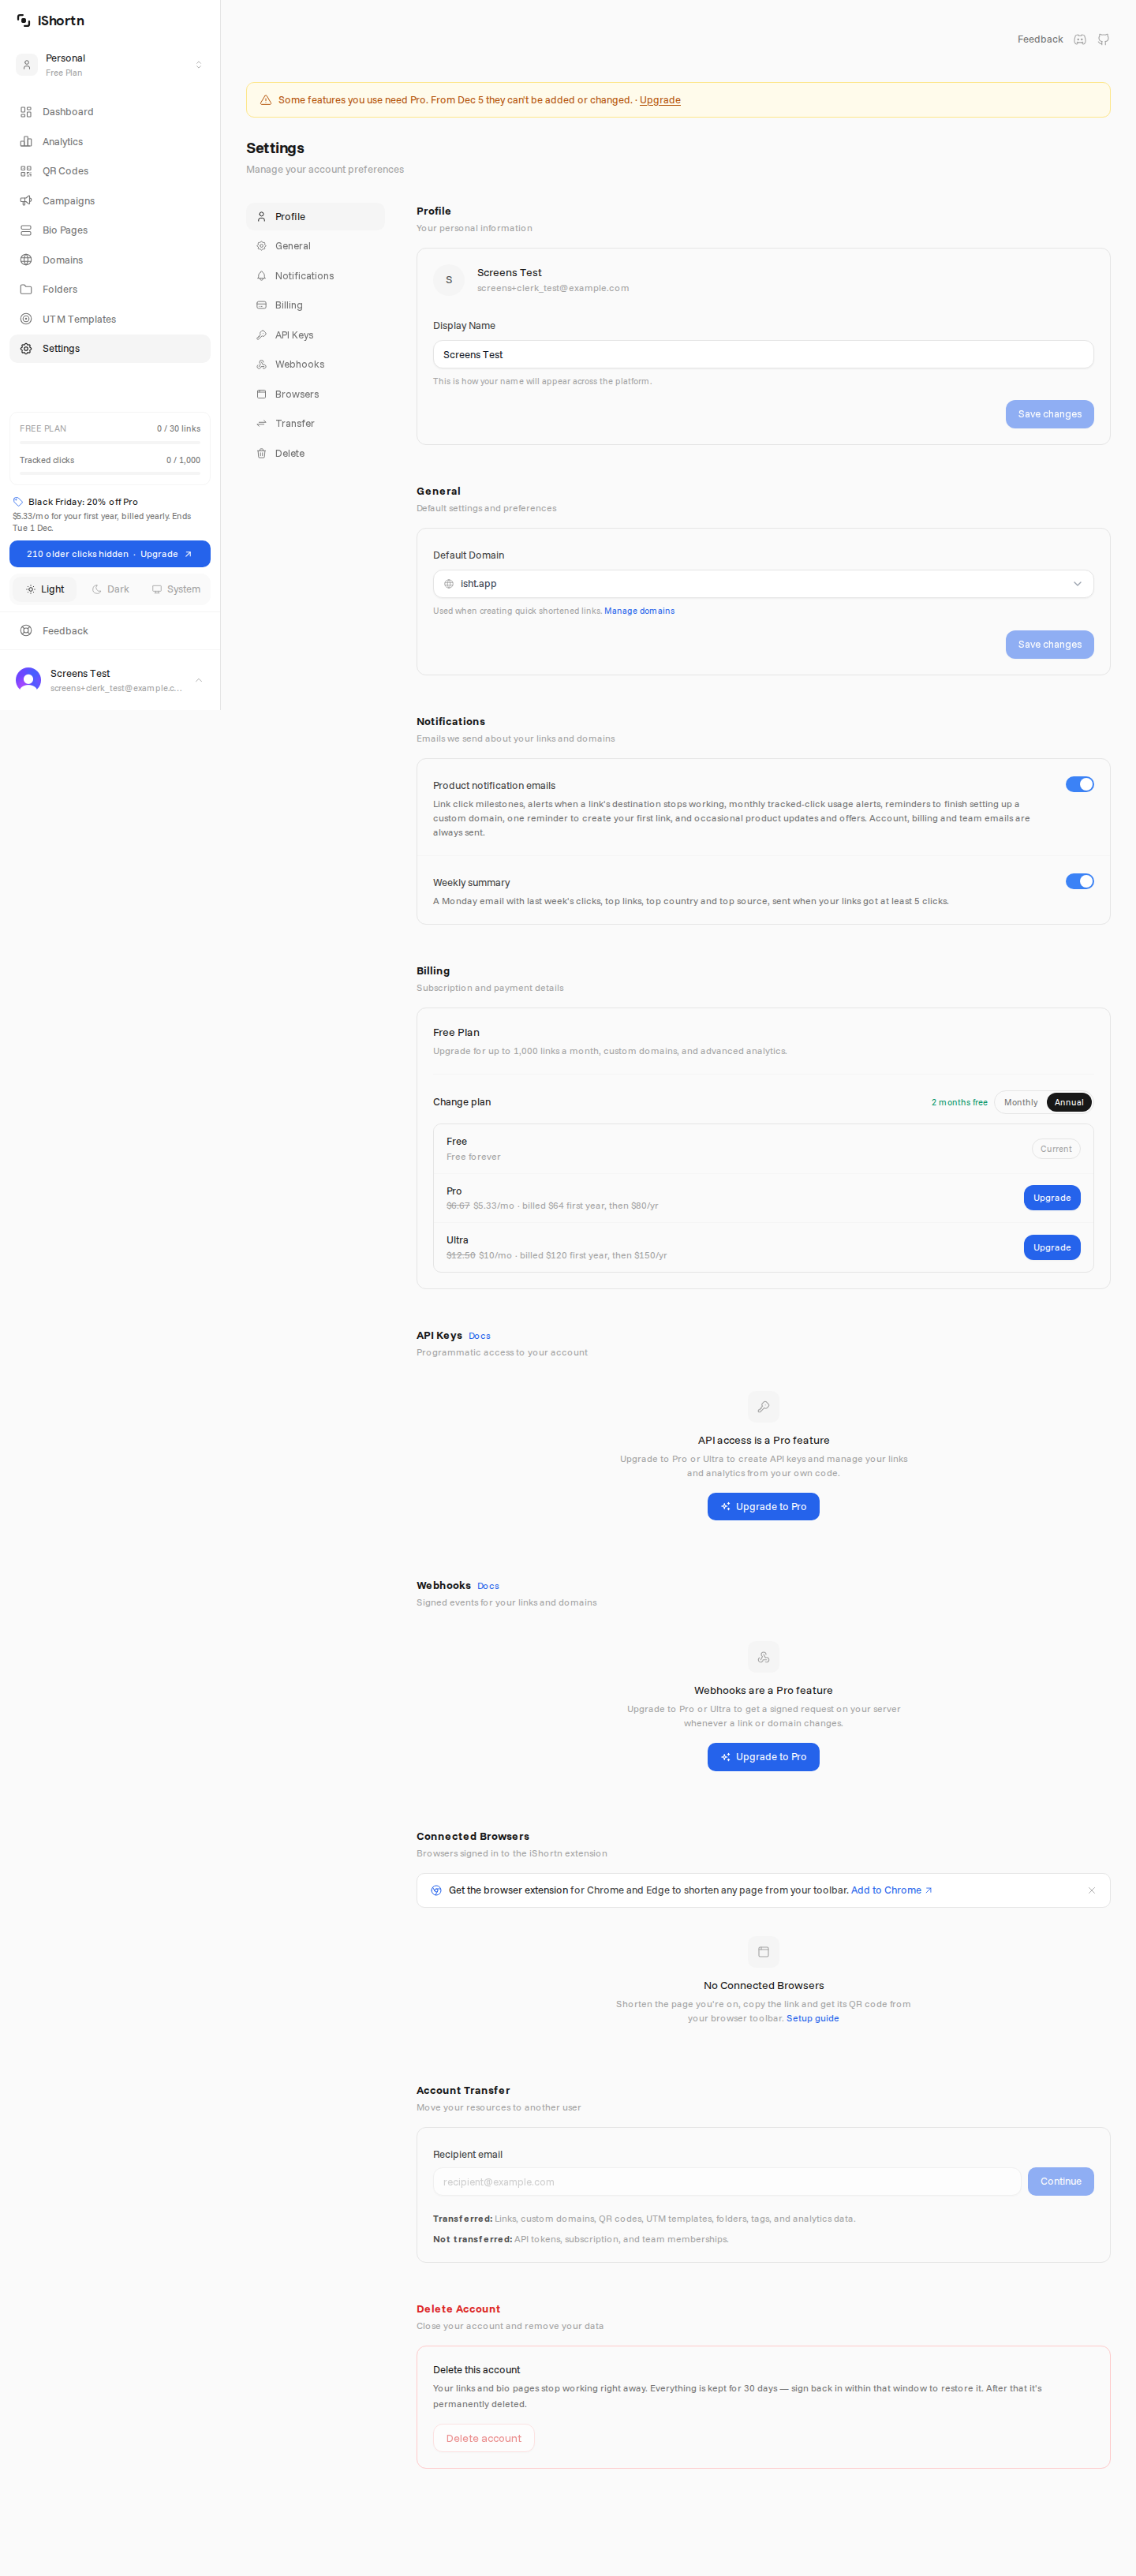 iShortn
Personal
Free Plan
Dashboard
Analytics
QR Codes
Campaigns
Bio Pages
Domains
Folders
UTM Templates
Settings
FREE PLAN 0 / 30 links
Tracked clicks 0 / 1,000
Black Friday: 20% off Pro
$5.33/mo for your first year, billed yearly. Ends
Tue 1 Dec.
210 older clicks hidden · Upgrade
Light Dark System
Feedback
Screens Test
screens+clerk_test@example.c...
Feedback
Some features you use need Pro. From Dec 5 they can't be added or changed. · Upgrade
Settings
Manage your account preferences
Profile
General
Notifications
Billing
API Keys
Webhooks
Browsers
Transfer
Delete
Profile
Your personal information
S
Screens Test
screens+clerk_test@example.com
Display Name
Screens Test
This is how your name will appear across the platform.
Save changes
General
Default settings and preferences
Default Domain
isht.app
Used when creating quick shortened links. Manage domains
Save changes
Notifications
Emails we send about your links and domains
Product notification emails
Link click milestones, alerts when a link's destination stops working, monthly tracked-click usage alerts, reminders to finish setting up a
custom domain, one reminder to create your first link, and occasional product updates and offers. Account, billing and team emails are
always sent.
Weekly summary
A Monday email with last week's clicks, top links, top country and top source, sent when your links got at least 5 clicks.
Billing
Subscription and payment details
Free Plan
Upgrade for up to 1,000 links a month, custom domains, and advanced analytics.
Change plan 2 months free Monthly Annual
Free
Free forever
Current
Pro
$6.67 $5.33/mo · billed $64 first year, then $80/yr
Upgrade
Ultra
$12.50 $10/mo · billed $120 first year, then $150/yr
Upgrade
API Keys Docs
Programmatic access to your account
API access is a Pro feature
Upgrade to Pro or Ultra to create API keys and manage your links
and analytics from your own code.
Upgrade to Pro
Webhooks Docs
Signed events for your links and domains
Webhooks are a Pro feature
Upgrade to Pro or Ultra to get a signed request on your server
whenever a link or domain changes.
Upgrade to Pro
Connected Browsers
Browsers signed in to the iShortn extension
Get the browser extension for Chrome and Edge to shorten any page from your toolbar. Add to Chrome
No Connected Browsers
Shorten the page you're on, copy the link and get its QR code from
your browser toolbar. Setup guide
Account Transfer
Move your resources to another user
Recipient email
recipient@example.com
Continue
Transferred: Links, custom domains, QR codes, UTM templates, folders, tags, and analytics data.
Not transferred: API tokens, subscription, and team memberships.
Delete Account
Close your account and remove your data
Delete this account
Your links and bio pages stop working right away. Everything is kept for 30 days — sign back in within that window to restore it. After that it's
permanently deleted.
Delete account